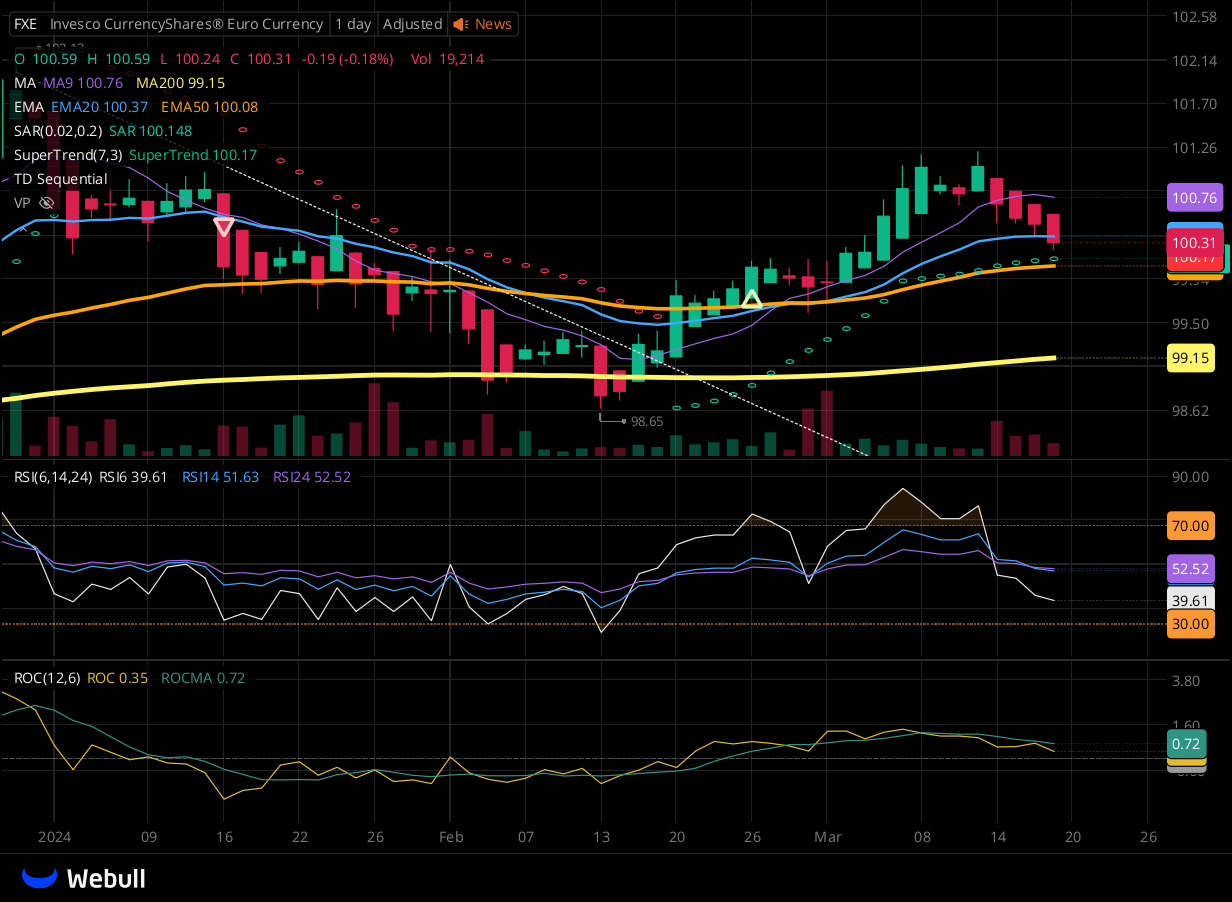 FXE Invesco CurrencyShares® Euro Currency 1 day Adjusted News
102.58
O 100.59 H 100.59 L 100.24 C 100.31 -0.19 (-0.18%) Vol 19,214
102.14
MA MA9 100.76 MA200 99.15
EMA EMA20 100.37 EMA50 100.08
101.70
SAR(0.02,0.2) SAR 100.148
SuperTrend(7,3) SuperTrend 100.17
101.26
TD Sequential
VP
100.76
100.31
100.17
99.50
99.15
98.65
98.62
RSI(6,14,24) RSI6 39.61 RSI14 51.63 RSI24 52.52
90.00
70.00
52.52
39.61
30.00
ROC(12,6) ROC 0.35 ROCMA 0.72
3.80
1.60
0.72
2024 09 16 22 26 Feb 07 13 20 26 Mar 08 14 20 26
Webull